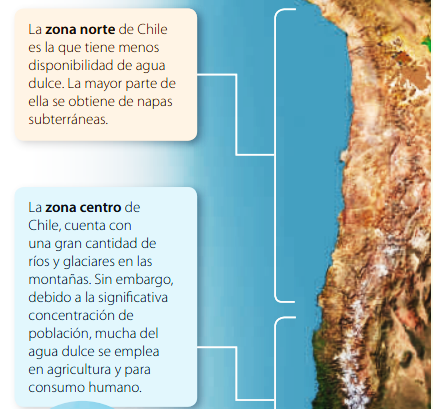 La zona norte de Chile
es la que tiene menos
disponibilidad de agua
dulce. La mayor parte de
ella se obtiene de napas
subterráneas.
La zona centro de
Chile, cuenta con
una gran cantidad de
ríos y glaciares en las
montañas. Sin embargo,
debido a la significativa
concentración de
población, mucha del
agua dulce se emplea
en agricultura y para
consumo humano.